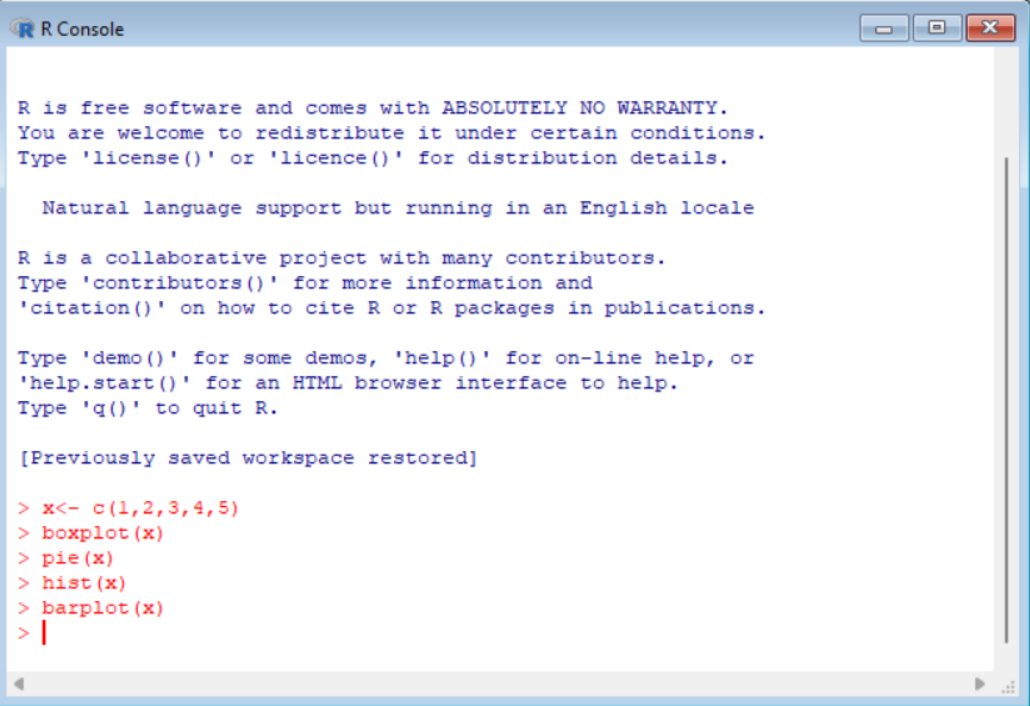 R Console
R is free software and comes with ABSOLUTELY NO WARRANTY.
You are welcome to redistribute it under certain conditions.
Type 'license()' or 'licence()' for distribution details.
Natural language support but running in an English locale
R is a collaborative project with many contributors.
Type 'contributors()' for more information and
'citation()' on how to cite R or R packages in publications.
Type 'demo()' for some demos, 'help()' for on-line help, or
'help.start()' for an HTML browser interface to help.
Type 'q()' to quit R.
[Previously saved workspace restored]
> x<- c(1,2,3,4,5)
> boxplot(x)
> pie(x)
> hist(x)
> barplot(x)
>